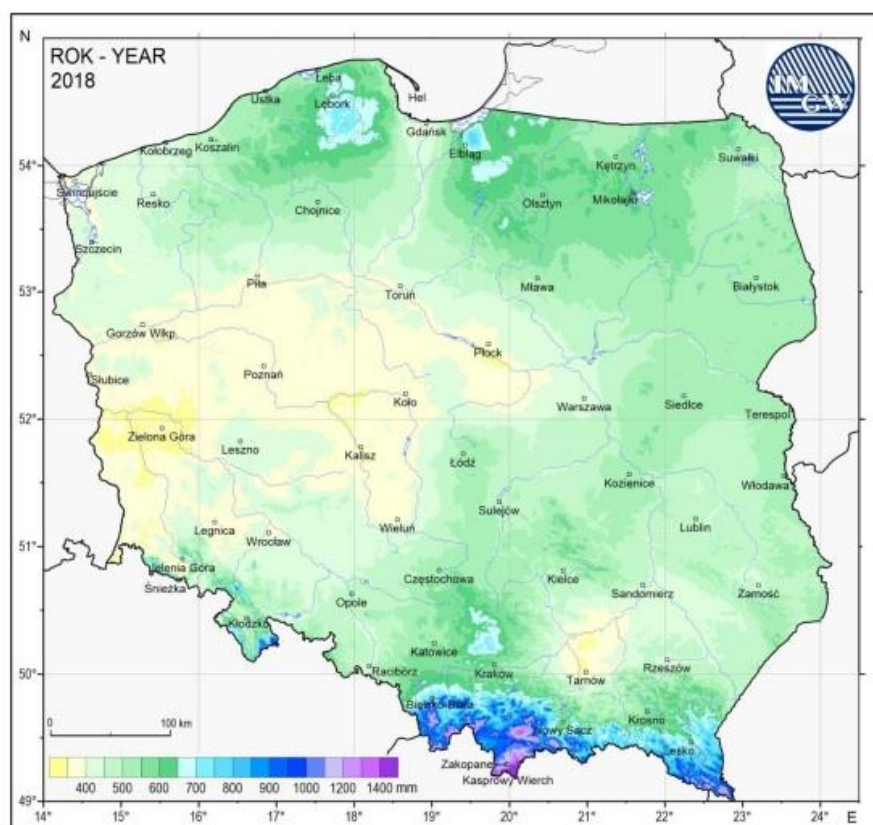 N
ROK - YEAR
2018
IM
GW
Łeba
Ustka
Hel
Lębork
Gdańsk
Koszalin
Kołobrzeg
Elbląg
54°
Kętrzyn
Suwałki
Świnoujście
Resko
Chojnice
Olsztyn
Mikołajki
Szczecin
53°
Piła
Toruń
Mława
Białystok
Gorzów Wlkp.
Płock
Słubice
Poznań
Koło
Warszawa
Siedlce
Terespol
52°
Zielona Góra
Leszno
Kalisz
Łódź
Kozienice
Włodawa
Sulejów
Legnica
Wrocław
Wieluń
Lublin
51°
Jelenia Góra
Śnieżka
Częstochowa
Kielce
Opole
Sandomierz
Zamość
Kłodzko
Katowice
50°
Racibórz
Kraków
Tarnów
Rzeszów
Bielsko-Biała
Krosno
Nowy Sącz
Lesko
0 100 km
Zakopane
Kasprowy Wierch
400 500 600 700 800 900 1000 1200 1400 mm
49°
14° 15° 16° 17° 18° 19° 20° 21° 22° 23° 24° E